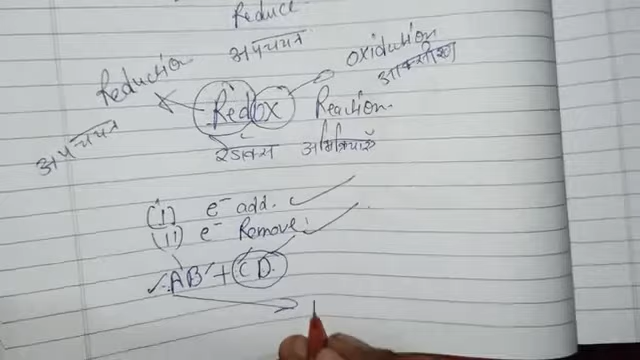 Reduce
अपचयन
Reduction Oxidation
आक्सीकरण
Redox Reaction.
अपचयन
रेडाक्स अभिक्रियाएँ
(i) e⁻ add.
(ii) e⁻ Remove.
AB + CD.